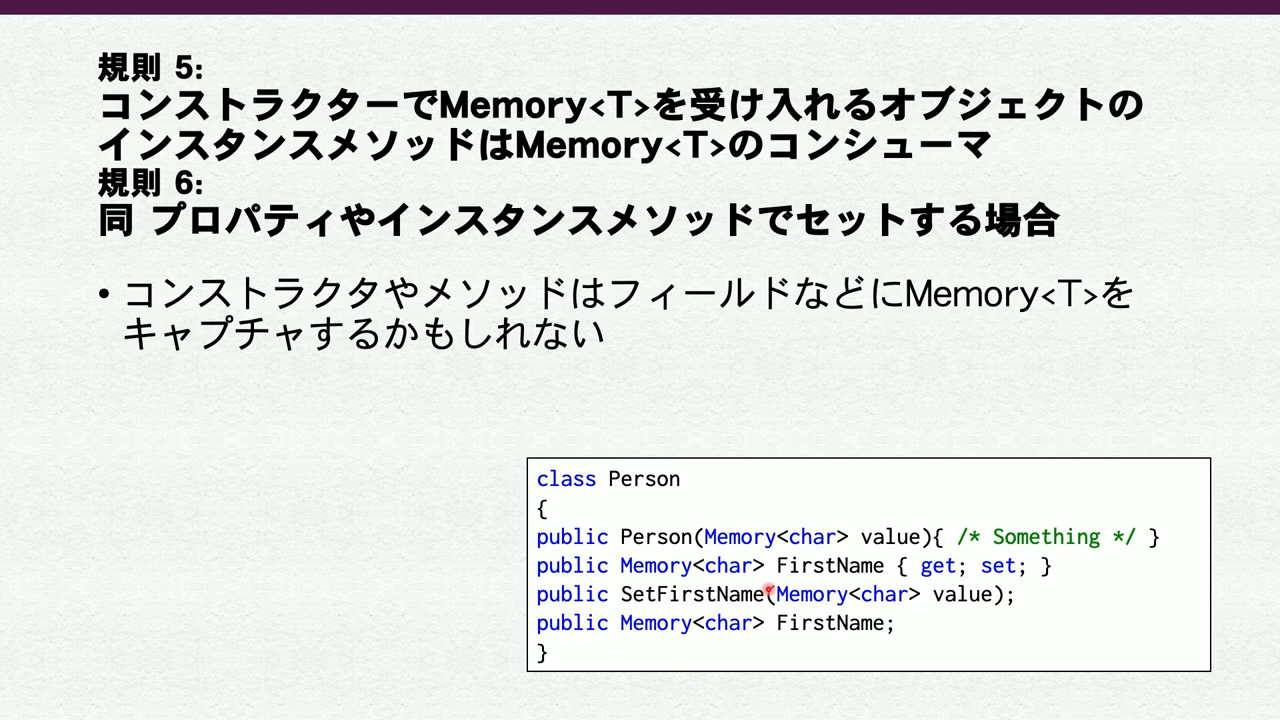 規則 5:
コンストラクターでMemory<T>を受け入れるオブジェクトの
インスタンスメソッドはMemory<T>のコンシューマ
規則 6:
同 プロパティやインスタンスメソッドでセットする場合
• コンストラクタやメソッドはフィールドなどにMemory<T>を
キャプチャするかもしれない
class Person
{
public Person(Memory<char> value){ /* Something */ }
public Memory<char> FirstName { get; set; }
public SetFirstName(Memory<char> value);
public Memory<char> FirstName;
}